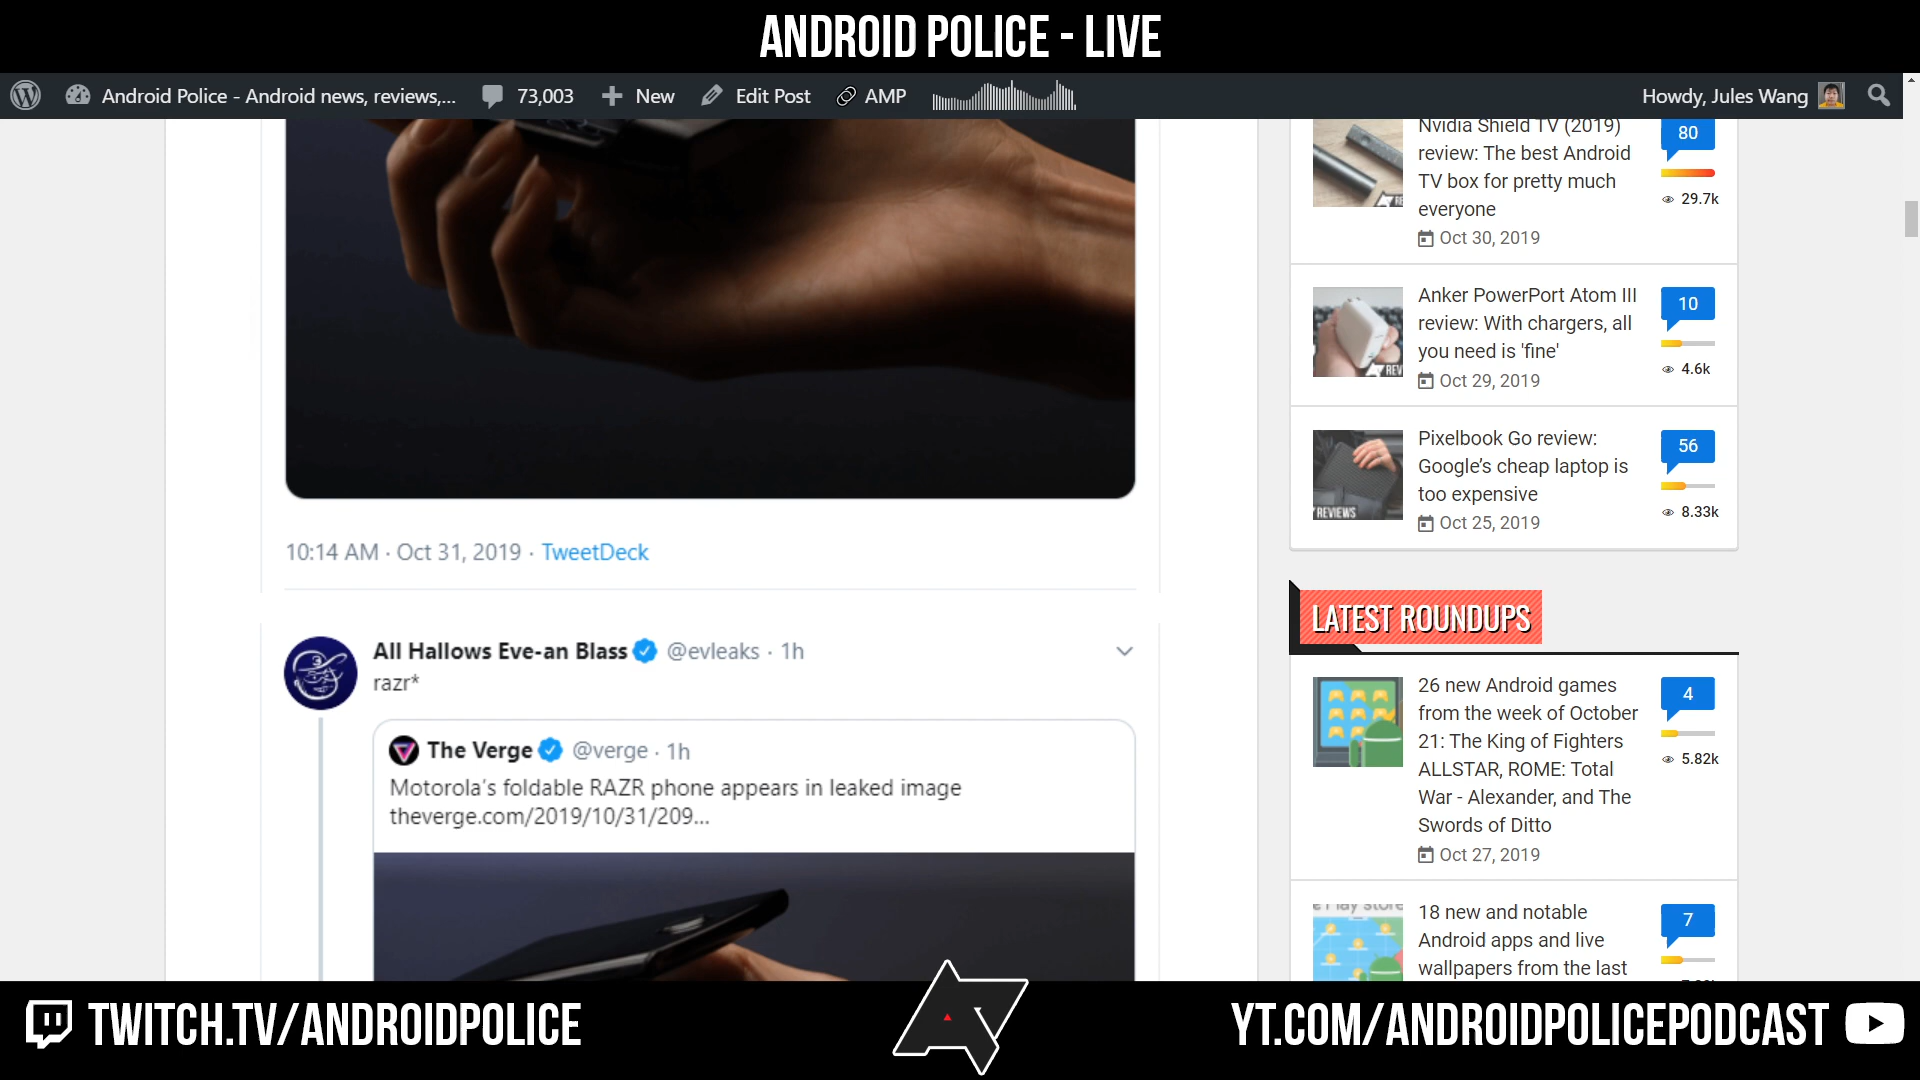 ANDROID POLICE - LIVE
Android Police - Android news, reviews,... 73,003 New Edit Post AMP
Howdy, Jules Wang
Nvidia Shield TV (2019)
review: The best Android
TV box for pretty much
everyone
Oct 30, 2019
80
29.7k
Anker PowerPort Atom III
review: With chargers, all
you need is 'fine'
Oct 29, 2019
10
4.6k
Pixelbook Go review:
Google’s cheap laptop is
too expensive
Oct 25, 2019
56
8.33k
REVIEWS
10:14 AM · Oct 31, 2019 · TweetDeck
All Hallows Eve-an Blass @evleaks · 1h
razr*
The Verge @verge · 1h
Motorola's foldable RAZR phone appears in leaked image
theverge.com/2019/10/31/209...
LATEST ROUNDUPS
26 new Android games
from the week of October
21: The King of Fighters
ALLSTAR, ROME: Total
War - Alexander, and The
Swords of Ditto
Oct 27, 2019
4
5.82k
18 new and notable
Android apps and live
wallpapers from the last
7
TWITCH.TV/ANDROIDPOLICE
YT.COM/ANDROIDPOLICEPODCAST